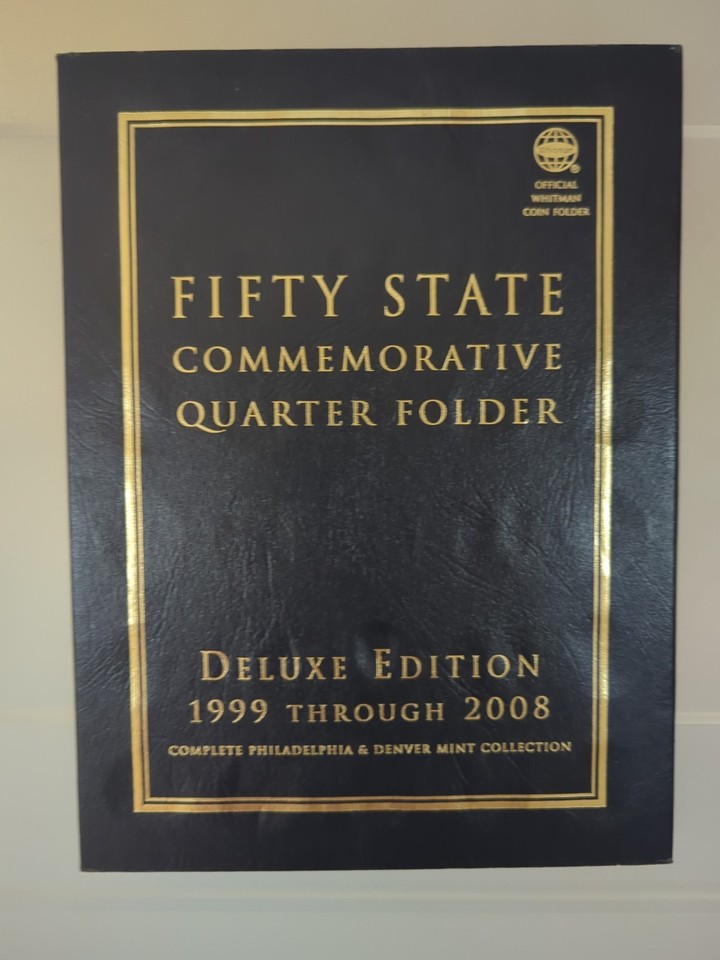 Whitman
®
OFFICIAL
WHITMAN
COIN FOLDER
FIFTY STATE
COMMEMORATIVE
QUARTER FOLDER
DELUXE EDITION
1999 THROUGH 2008
COMPLETE PHILADELPHIA & DENVER MINT COLLECTION